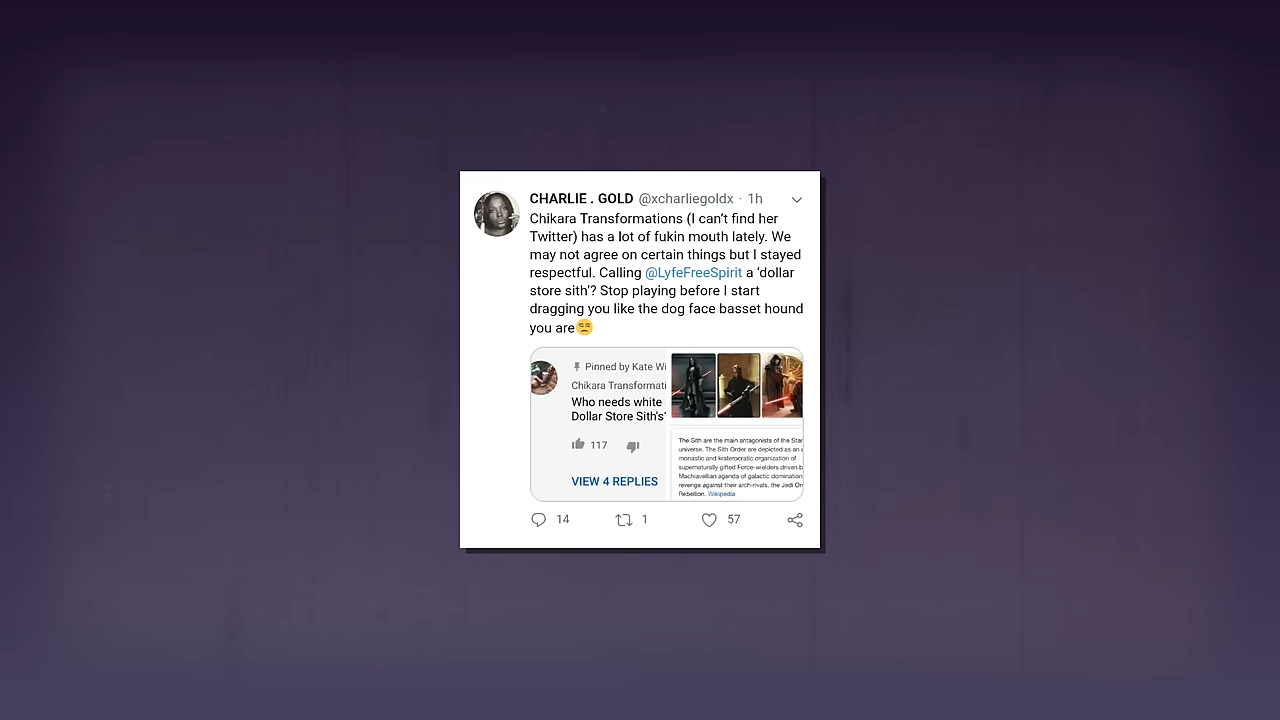 CHARLIE . GOLD @xcharliegoldx · 1h
Chikara Transformations (I can't find her
Twitter) has a lot of fukin mouth lately. We
may not agree on certain things but I stayed
respectful. Calling @LyfeFreeSpirit a 'dollar
store sith'? Stop playing before I start
dragging you like the dog face basset hound
you are😒
Pinned by Kate Wi
Chikara Transformati
Who needs white
Dollar Store Sith's'
117
VIEW 4 REPLIES
The Sith are the main antagonists of the Star
universe. The Sith Order are depicted as an a
monastic and kraterocratic organization of
supernaturally gifted Force-wielders driven b
Machiavellian agenda of galactic domination
revenge against their arch-rivals, the Jedi Or
Rebellion. Wikipedia
14 1 57